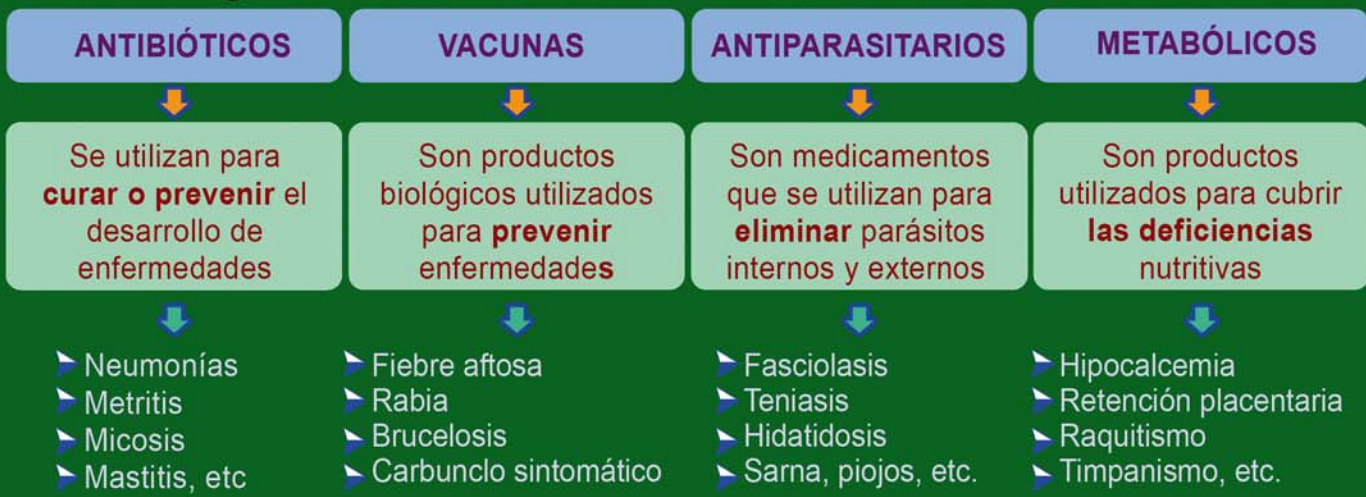 ANTIBIÓTICOS
Se utilizan para
curar o prevenir el
desarrollo de
enfermedades
Neumonías
Metritis
Micosis
Mastitis, etc
VACUNAS
Son productos
biológicos utilizados
para prevenir
enfermedades
Fiebre aftosa
Rabia
Brucelosis
Carbunclo sintomático
ANTIPARASITARIOS
Son medicamentos
que se utilizan para
eliminar parásitos
internos y externos
Fasciolasis
Teniasis
Hidatidosis
Sarna, piojos, etc.
METABÓLICOS
Son productos
utilizados para cubrir
las deficiencias
nutritivas
Hipocalcemia
Retención placentaria
Raquitismo
Timpanismo, etc.